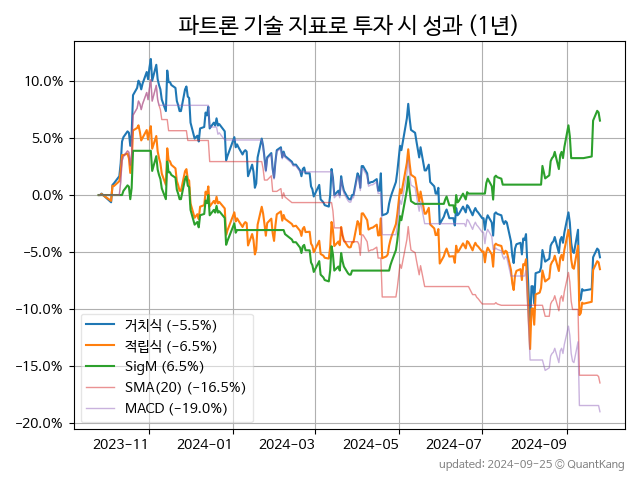 파트론 기술 지표로 투자 시 성과 (1년)
10.0%
5.0%
0.0%
−5.0%
−10.0%
−15.0%
−20.0%
거치식 (−5.5%)
적립식 (−6.5%)
SigM (6.5%)
SMA(20) (−16.5%)
MACD (−19.0%)
2023-11 2024-01 2024-03 2024-05 2024-07 2024-09
updated: 2024-09-25 © QuantKang